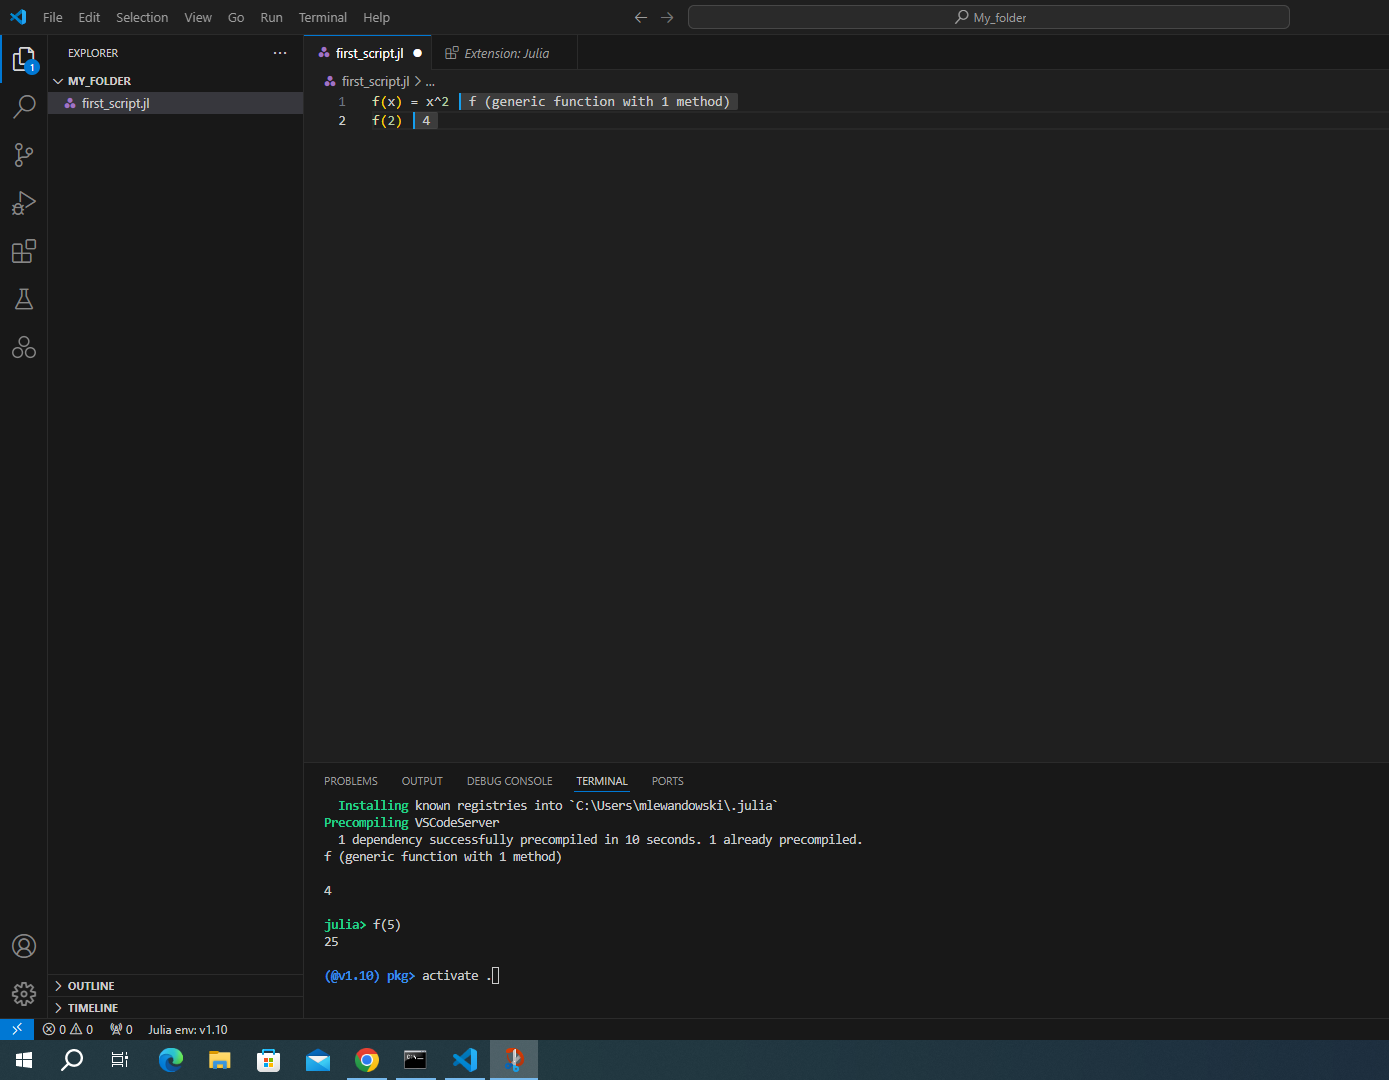 File Edit Selection View Go Run Terminal Help
My_folder
EXPLORER
1
MY_FOLDER
first_script.jl
OUTLINE
TIMELINE
first_script.jl
Extension: Julia
first_script.jl > ...
1 f(x) = x^2 f (generic function with 1 method)
2 f(2) 4
PROBLEMS OUTPUT DEBUG CONSOLE TERMINAL PORTS
Installing known registries into `C:\Users\mlewandowski\.julia`
Precompiling VSCodeServer
1 dependency successfully precompiled in 10 seconds. 1 already precompiled.
f (generic function with 1 method)
4
julia> f(5)
25
(@v1.10) pkg> activate .
0 0 0 Julia env: v1.10